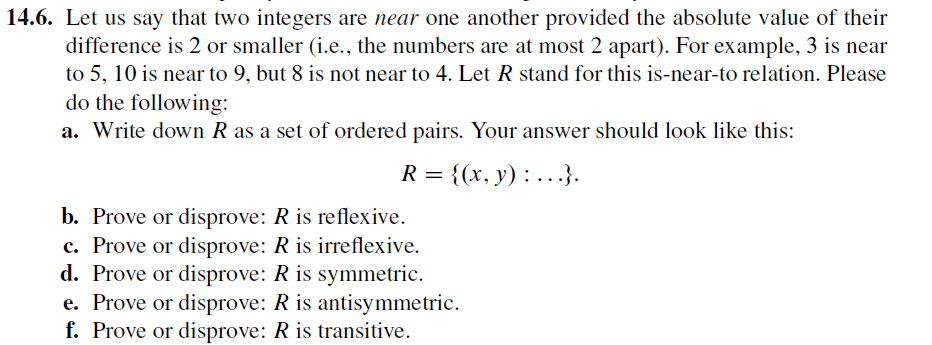 14.6. Let us say that two integers are near one another provided the absolute value of their
difference is 2 or smaller (i.e., the numbers are at most 2 apart). For example, 3 is near
to 5, 10 is near to 9, but 8 is not near to 4. Let R stand for this is-near-to relation. Please
do the following:
a. Write down R as a set of ordered pairs. Your answer should look like this:
R = {(x, y) : . . .}.
b. Prove or disprove: R is reflexive.
c. Prove or disprove: R is irreflexive.
d. Prove or disprove: R is symmetric.
e. Prove or disprove: R is antisymmetric.
f. Prove or disprove: R is transitive.